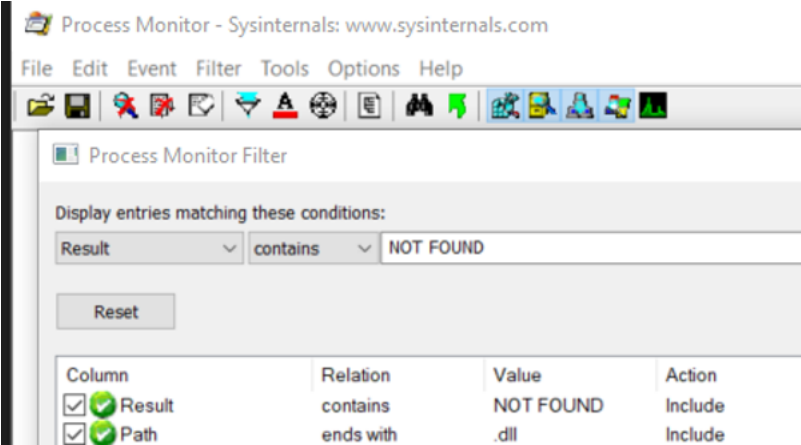 Process Monitor - Sysinternals: www.sysinternals.com
File Edit Event Filter Tools Options Help
Process Monitor Filter
Display entries matching these conditions:
Result contains NOT FOUND
Reset
Column Relation Value Action
Result contains NOT FOUND Include
Path ends with .dll Include